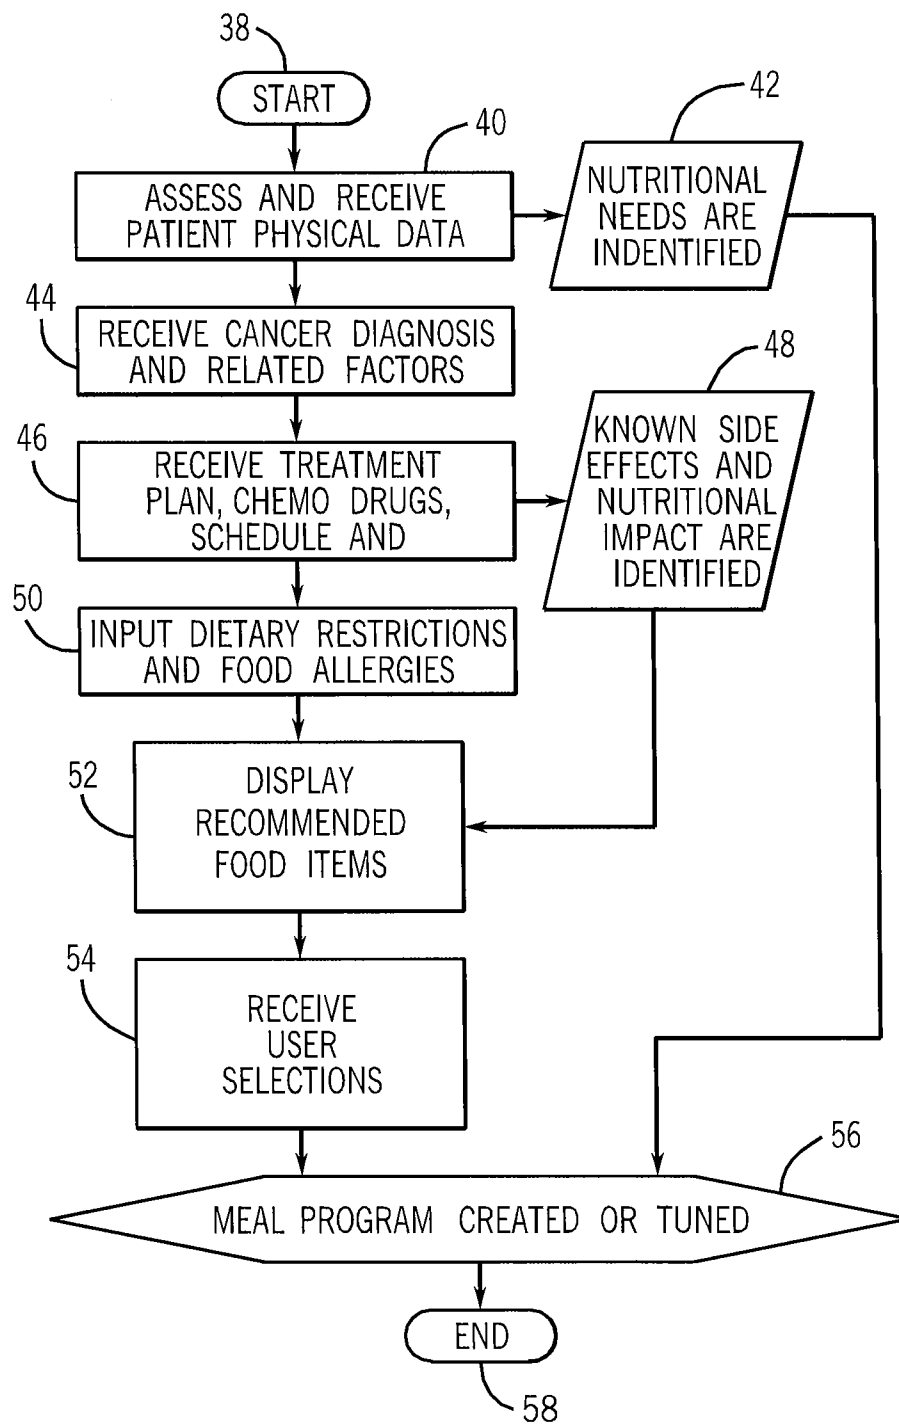 38
START
40
42
ASSESS AND RECEIVE
PATIENT PHYSICAL DATA
NUTRITIONAL
NEEDS ARE
INDENTIFIED
44
RECEIVE CANCER DIAGNOSIS
AND RELATED FACTORS
48
46
RECEIVE TREATMENT
PLAN, CHEMO DRUGS,
SCHEDULE AND
KNOWN SIDE
EFFECTS AND
NUTRITIONAL
IMPACT ARE
IDENTIFIED
50
INPUT DIETARY RESTRICTIONS
AND FOOD ALLERGIES
52
DISPLAY
RECOMMENDED
FOOD ITEMS
54
RECEIVE
USER
SELECTIONS
56
MEAL PROGRAM CREATED OR TUNED
END
58